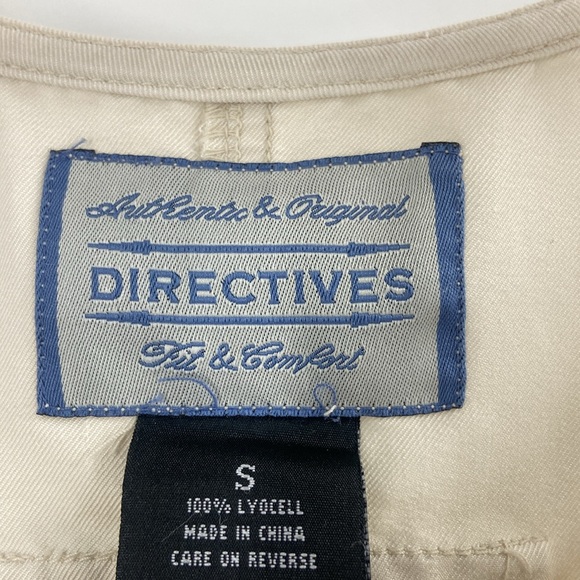 Authentic & Original
DIRECTIVES
Fit & Comfort
S
100% LYOCELL
MADE IN CHINA
CARE ON REVERSE